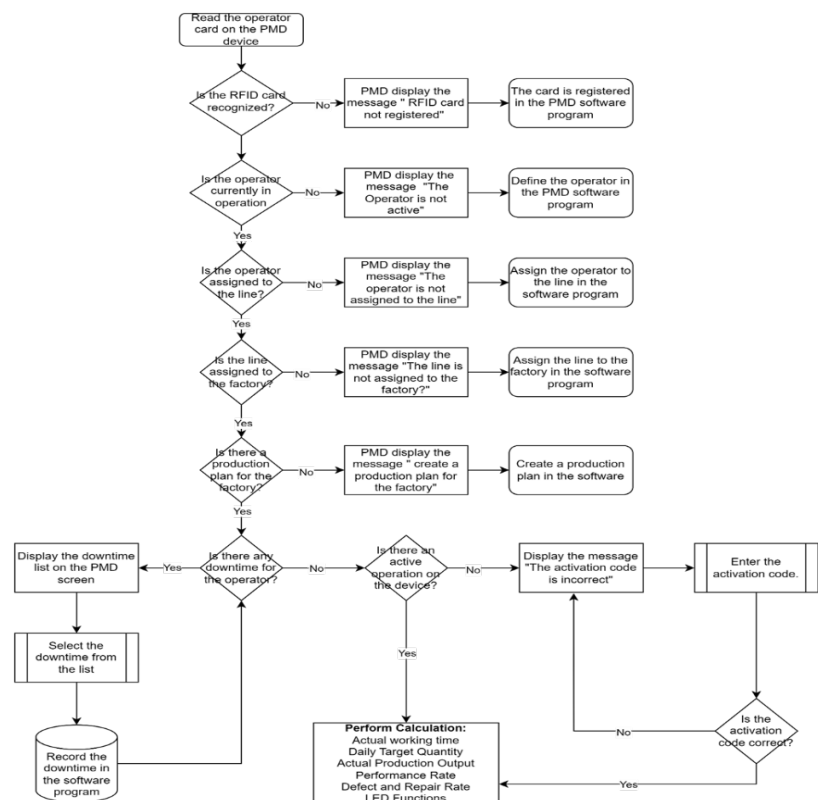 Read the operator
card on the PMD
device
Is the RFID card
recognized?
No
PMD display the
message " RFID card
not registered"
The card is registered
in the PMD software
program
Is the operator
currently in
operation
No
PMD display the
message "The
Operator is not
active"
Define the operator in
the PMD software
program
Yes
Is the operator
assigned to
the line?
No
PMD display the
message "The
operator is not
assigned to the line"
Assign the operator to
the line in the
software program
Yes
Is the line
assigned to
the factory?
No
PMD display the
message "The line is
not assigned to the
factory?"
Assign the line to the
factory in the software
program
Yes
Is there a
production
plan for the
factory?
No
PMD display the
message " create a
production plan for
the factory"
Create a production
plan in the software
Yes
Display the downtime
list on the PMD
screen
Yes
Is there any
downtime for
the operator?
No
Is there an
active
operation on
the device?
No
Display the message
"The activation code
is incorrect"
Enter the
activation code.
Select the
downtime from
the list
Yes
Record the
downtime in
the software
program
Perform Calculation:
Actual working time
Daily Target Quantity
Actual Production Output
Performance Rate
Defect and Repair Rate
LED Functions
No
Is the
activation
code correct?
Yes